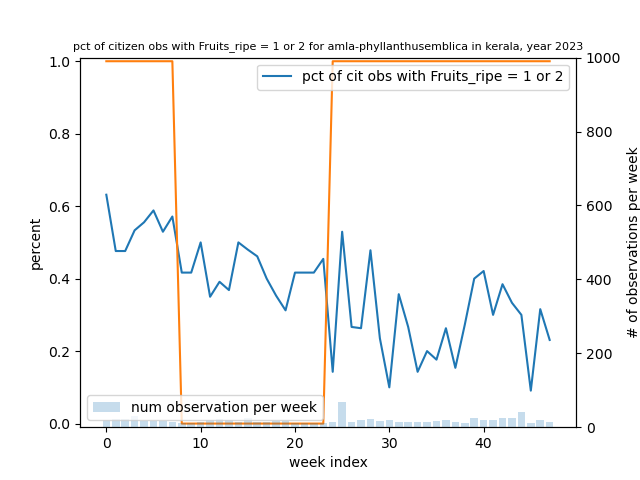 pct of citizen obs with Fruits_ripe = 1 or 2 for amla-phyllanthusemblica in kerala, year 2023
pct of cit obs with Fruits_ripe = 1 or 2
num observation per week
percent
1.0
0.8
0.6
0.4
0.2
0.0
1000
800
600
400
200
0
# of observations per week
0 10 20 30 40
week index